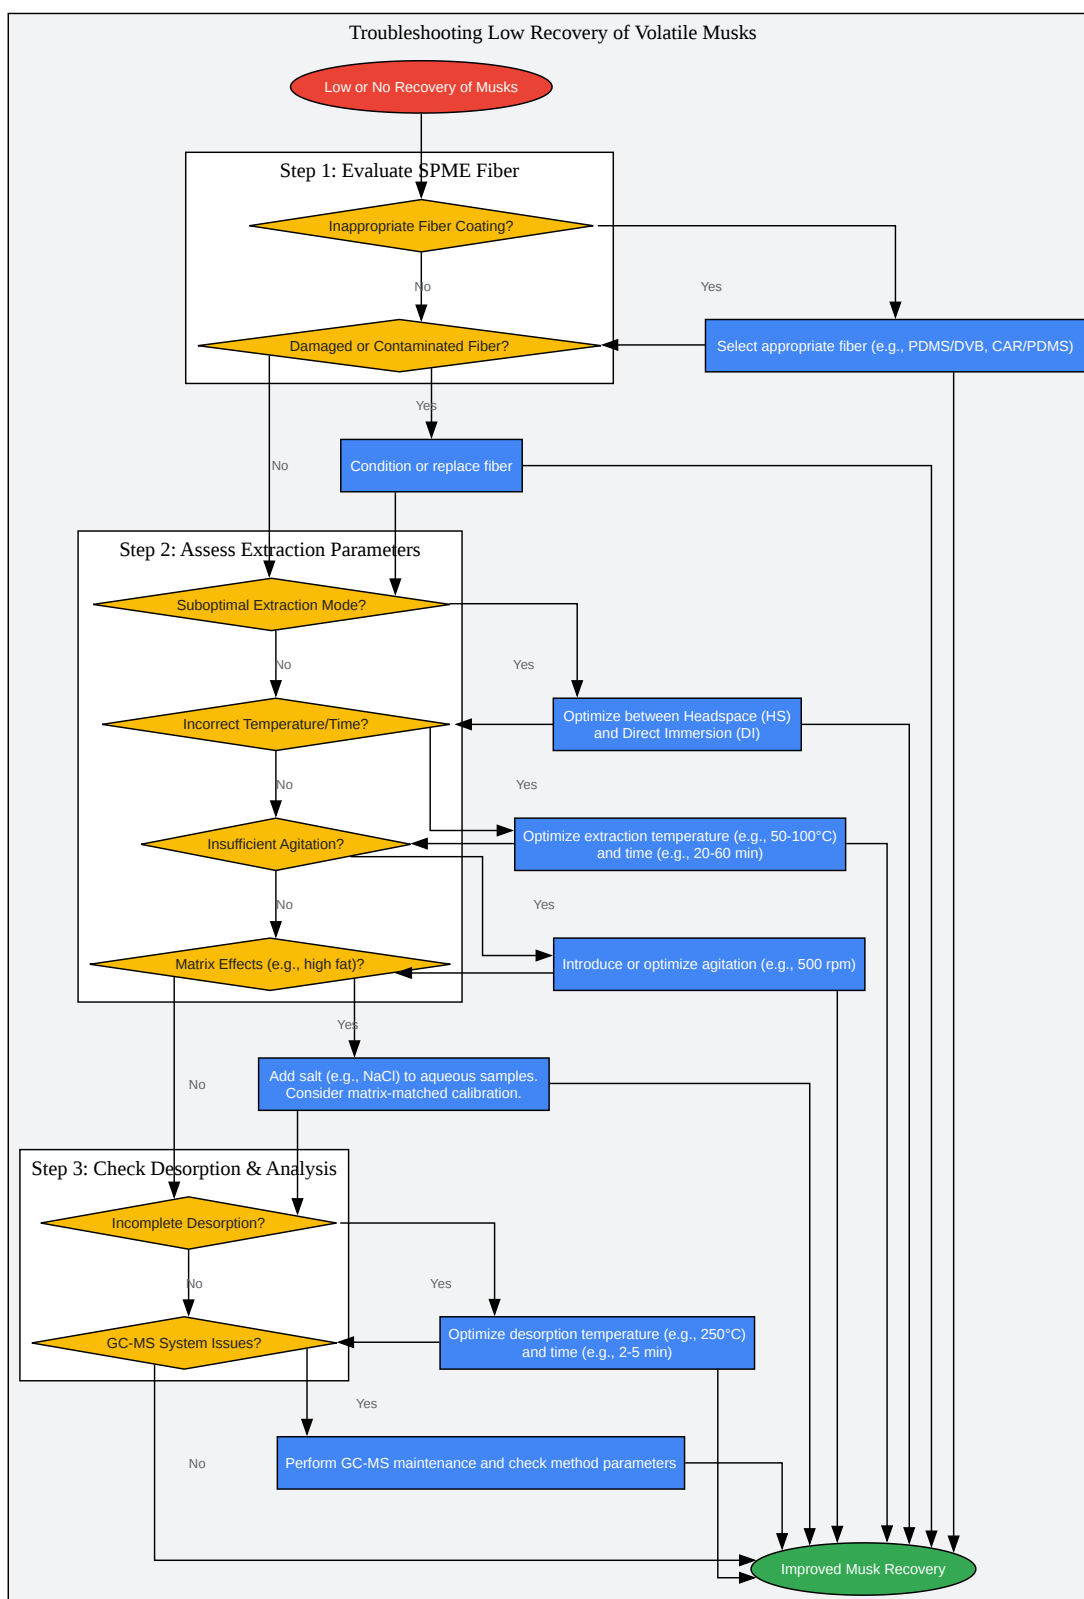 Troubleshooting Low Recovery of Volatile Musks
Low or No Recovery of Musks
Step 1: Evaluate SPME Fiber
Inappropriate Fiber Coating?
No
Yes
Damaged or Contaminated Fiber?
Select appropriate fiber (e.g., PDMS/DVB, CAR/PDMS)
Yes
No
Condition or replace fiber
Step 2: Assess Extraction Parameters
Suboptimal Extraction Mode?
No
Yes
Incorrect Temperature/Time?
Optimize between Headspace (HS)
and Direct Immersion (DI)
No
Yes
Insufficient Agitation?
Optimize extraction temperature (e.g., 50-100°C)
and time (e.g., 20-60 min)
No
Yes
Matrix Effects (e.g., high fat)?
Introduce or optimize agitation (e.g., 500 rpm)
Yes
No
Add salt (e.g., NaCl) to aqueous samples.
Consider matrix-matched calibration.
Step 3: Check Desorption & Analysis
Incomplete Desorption?
No
Yes
GC-MS System Issues?
Optimize desorption temperature (e.g., 250°C)
and time (e.g., 2-5 min)
Yes
No
Perform GC-MS maintenance and check method parameters
Improved Musk Recovery